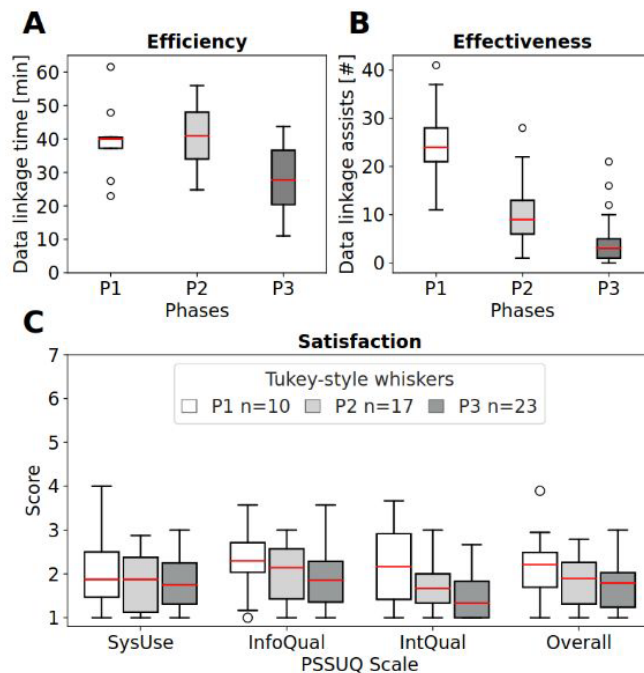 A
Efficiency
Data linkage time [min]
60
50
40
30
20
10
0
P1 P2 P3
Phases
B
Effectiveness
Data linkage assists [#]
40
30
20
10
0
P1 P2 P3
Phases
C
Satisfaction
Tukey-style whiskers
P1 n=10 P2 n=17 P3 n=23
Score
7
6
5
4
3
2
1
SysUse InfoQual IntQual Overall
PSSUQ Scale